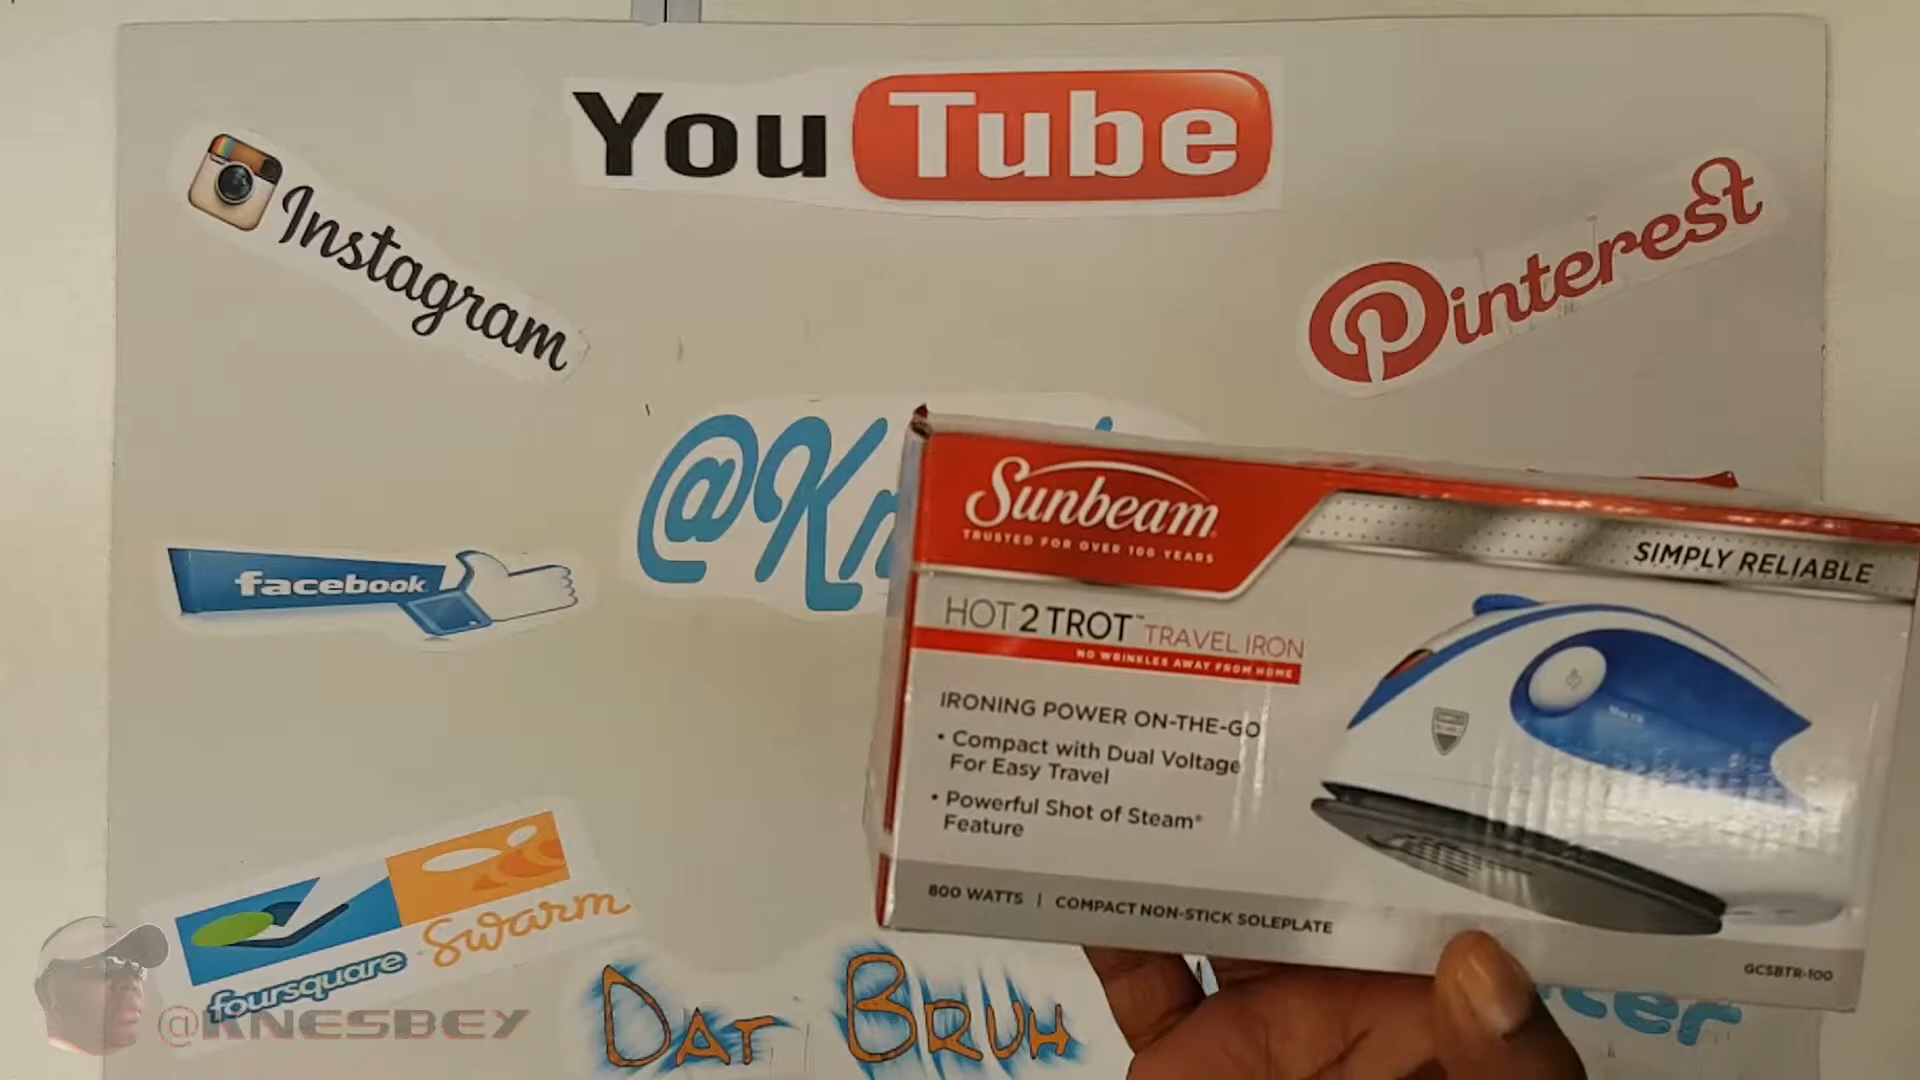 YouTube
Instagram
Pinterest
facebook
Sunbeam
TRUSTED FOR OVER 100 YEARS
SIMPLY RELIABLE
HOT 2 TROT™ TRAVEL IRON
NO WRINKLES AWAY FROM HOME
IRONING POWER ON-THE-GO
• Compact with Dual Voltage
For Easy Travel
• Powerful Shot of Steam*
Feature
800 WATTS | COMPACT NON-STICK SOLEPLATE
GCSBTR-100
foursquare
swarm
@KNESBEY
DAT BRUH